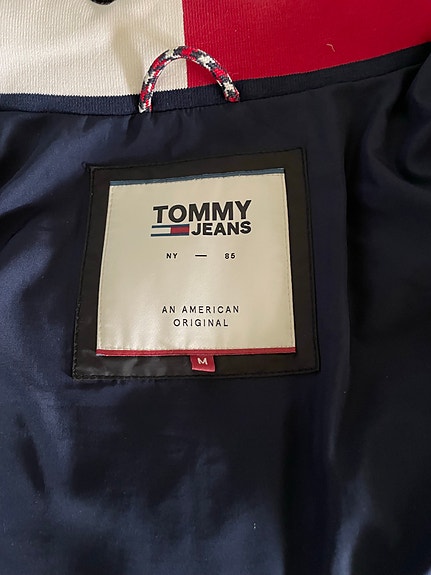 TOMMY
JEANS
NY — 85
AN AMERICAN
ORIGINAL
M